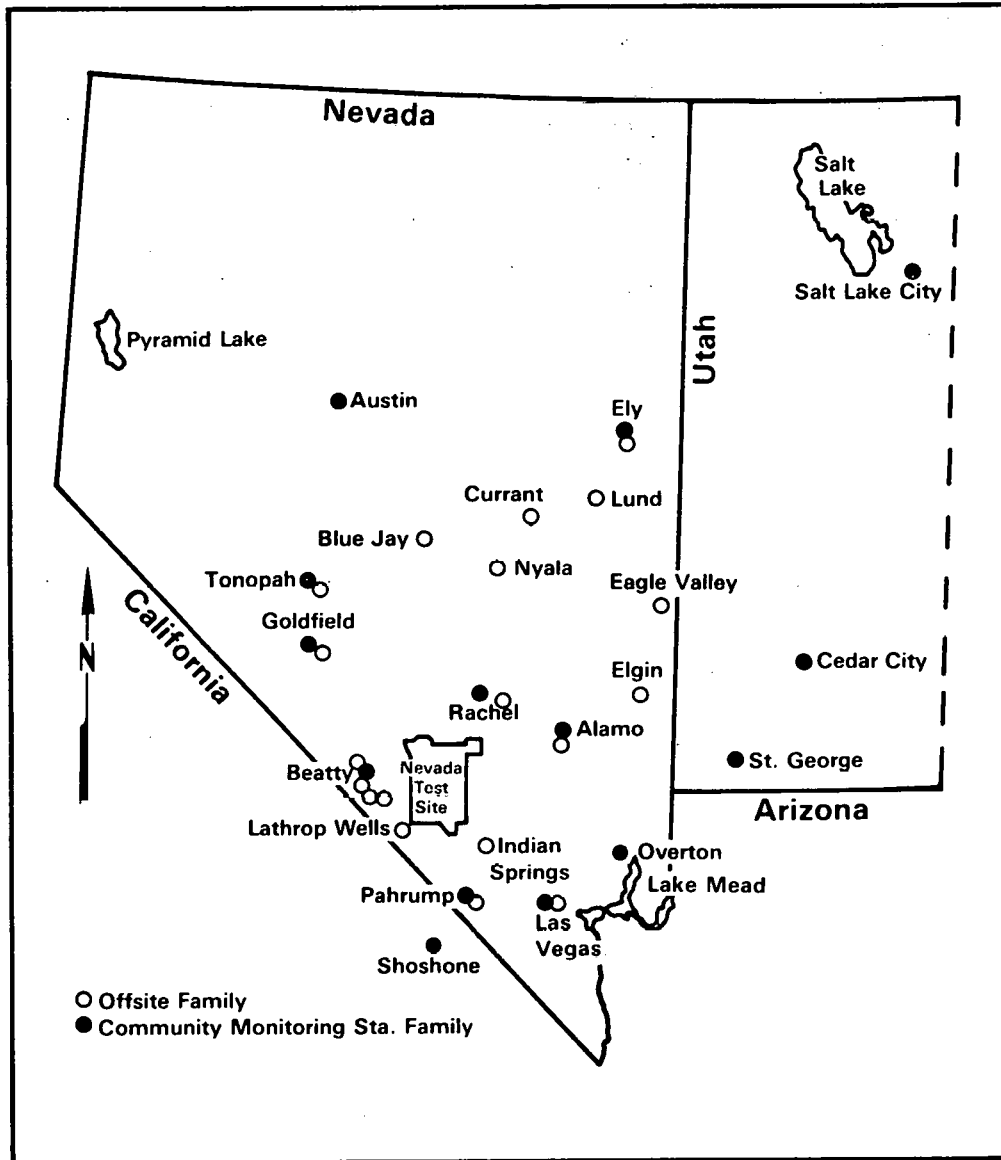 Nevada
Salt
Lake
Salt Lake City
Pyramid Lake
Utah
Austin
Ely
Currant
Lund
Blue Jay
Nyala
Tonopah
Eagle Valley
California
Goldfield
N
Cedar City
Elgin
Rachel
Alamo
St. George
Beatty
Nevada
Test
Site
Arizona
Lathrop Wells
Indian
Springs
Overton
Lake Mead
Pahrump
Las
Vegas
Shoshone
Offsite Family
Community Monitoring Sta. Family